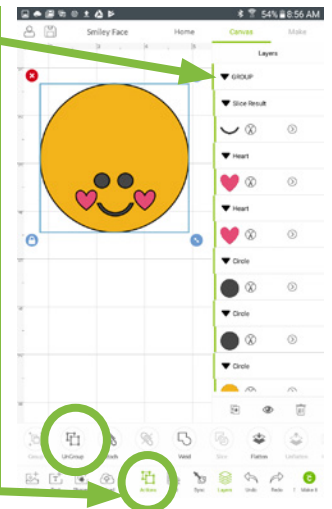 54% 8:56 AM
Smiley Face Home Canvas Make
Layers
GROUP
Slice Result
Heart
Heart
Circle
Circle
Circle
UnGroup Weld Slice Flatten
Actions Sync Layers Undo Redo Make It